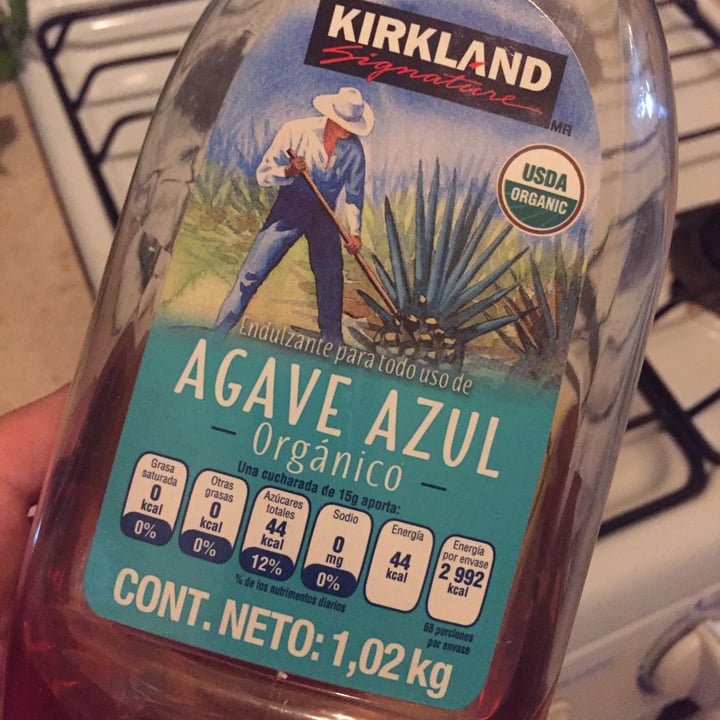 KIRKLAND
Signature
MR
USDA
ORGANIC
Endulzante para todo uso de
AGAVE AZUL
Orgánico
Una cucharada de 15g aporta:
Grasa saturada 0 kcal 0%
Otras grasas 0 kcal 0%
Azúcares totales 44 kcal 12%
Sodio 0 mg 0%
Energía 44 kcal
Energía por envase 2 992 kcal
% de los nutrimentos diarios
68 porciones
por envase
CONT. NETO: 1,02 kg